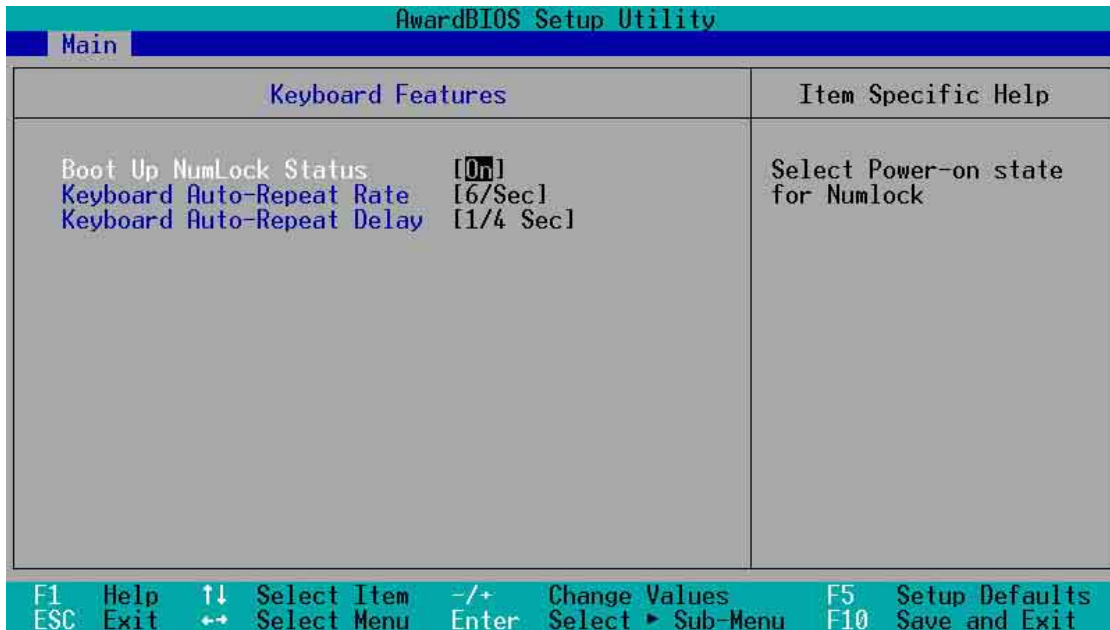 AwardBIOS Setup Utility
Main
Keyboard Features
Item Specific Help
Boot Up NumLock Status [On]
Keyboard Auto-Repeat Rate [6/Sec]
Keyboard Auto-Repeat Delay [1/4 Sec]
Select Power-on state
for Numlock
F1 Help ↑↓ Select Item -/+ Change Values F5 Setup Defaults
ESC Exit ←→ Select Menu Enter Select ► Sub-Menu F10 Save and Exit